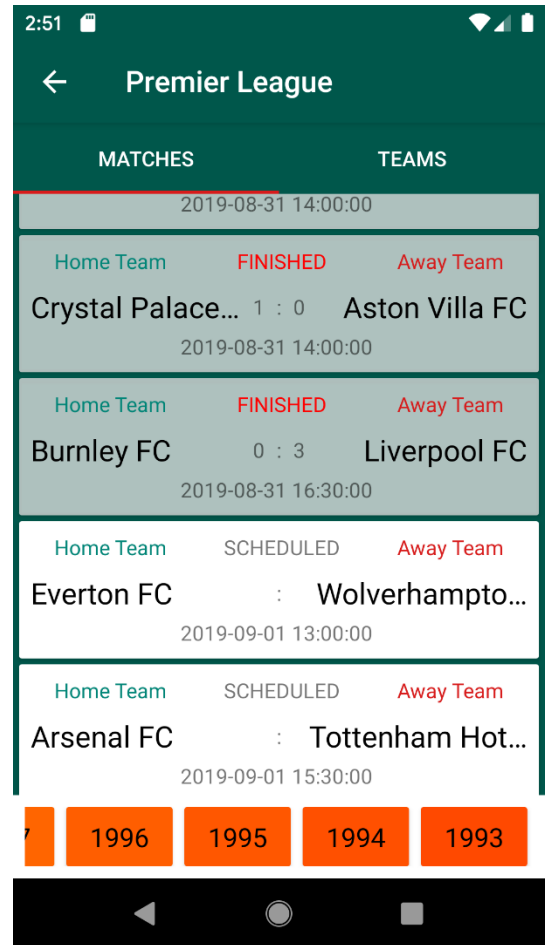 2:51
Premier League
MATCHES TEAMS
2019-08-31 14:00:00
Home Team FINISHED Away Team
Crystal Palace... 1 : 0 Aston Villa FC
2019-08-31 14:00:00
Home Team FINISHED Away Team
Burnley FC 0 : 3 Liverpool FC
2019-08-31 16:30:00
Home Team SCHEDULED Away Team
Everton FC : Wolverhampto...
2019-09-01 13:00:00
Home Team SCHEDULED Away Team
Arsenal FC : Tottenham Hot...
2019-09-01 15:30:00
1996 1995 1994 1993